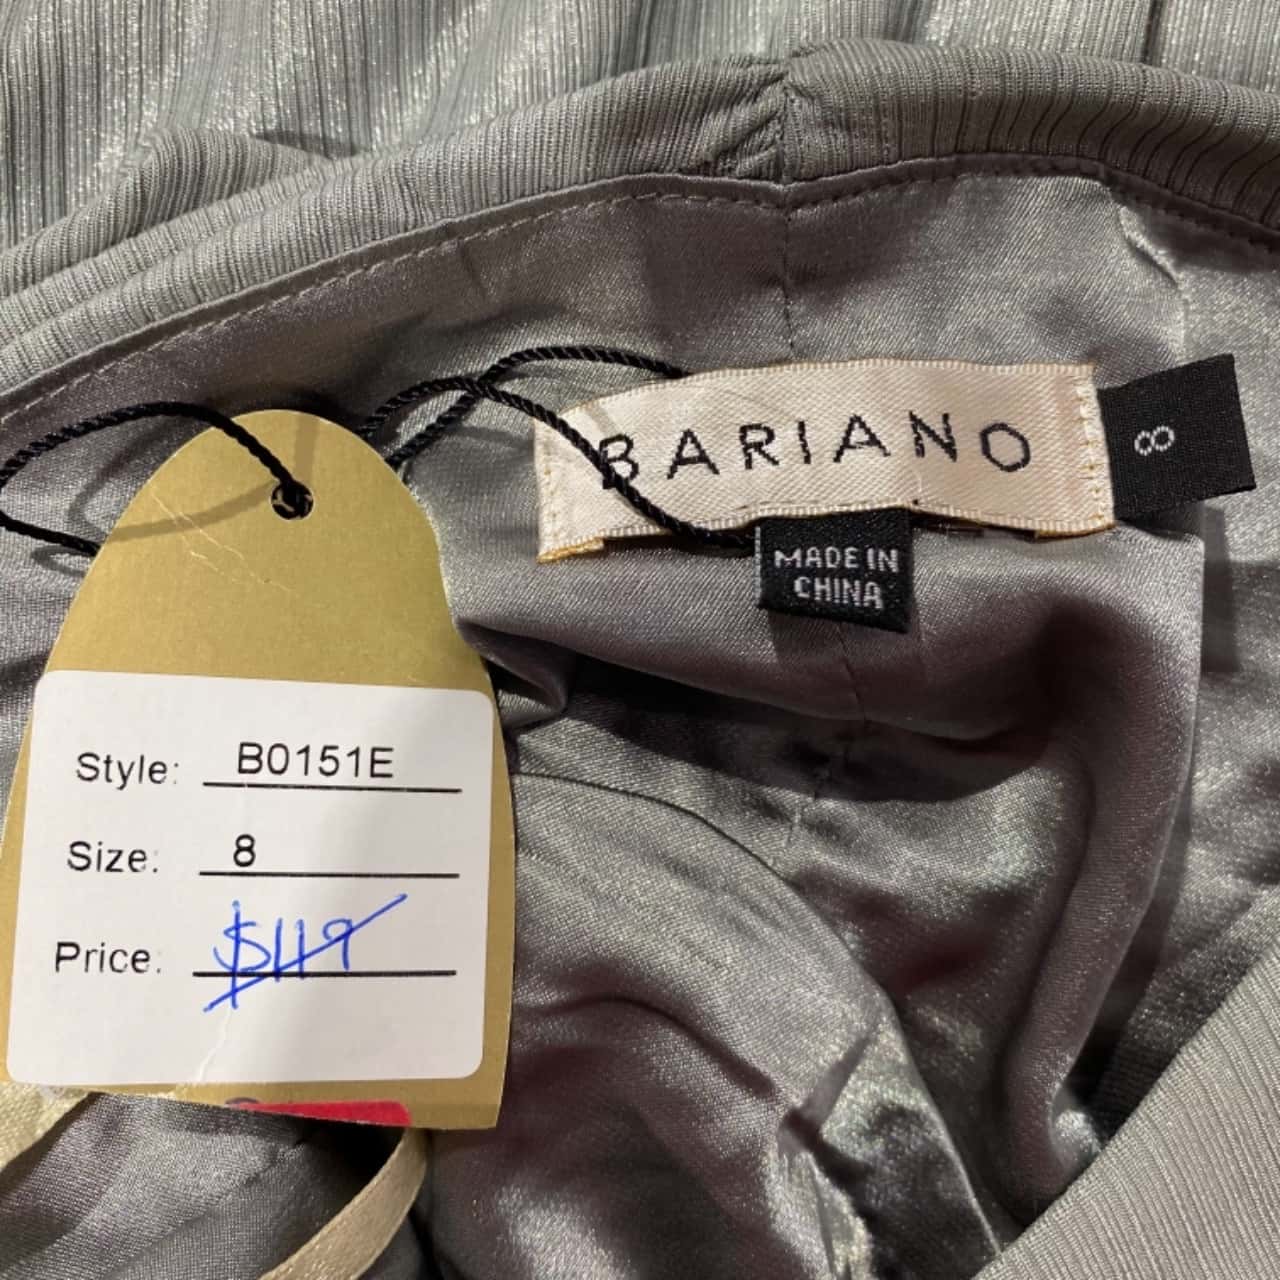 BARIANO
8
MADE IN
CHINA
Style: B0151E
Size: 8
Price: $119